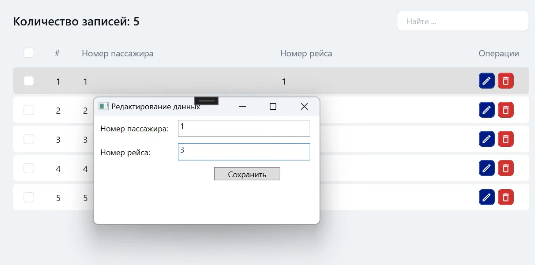 Количество записей: 5
Найти ...
# Номер пассажира Номер рейса Операции
1 1 1
Редактирование данных
2 2
Номер пассажира: 1
3 3
Номер рейса: 3
4 4
Сохранить
5 5